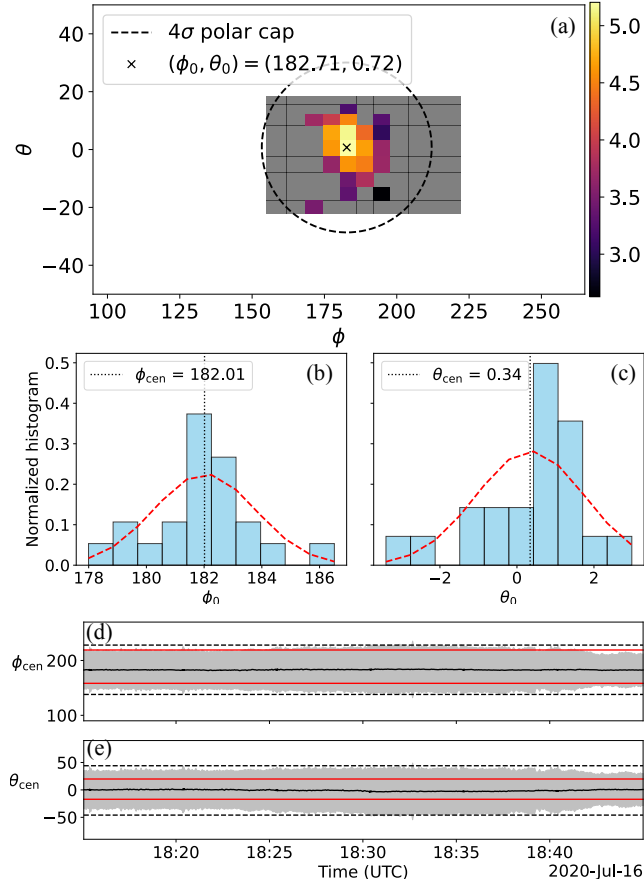 (a)
4σ polar cap
(ϕ₀, θ₀) = (182.71, 0.72)
40
20
0
−20
−40
θ
100
125
150
175
200
225
250
ϕ
5.0
4.5
4.0
3.5
3.0
(b)
ϕcen = 182.01
0.5
0.4
0.3
0.2
0.1
0.0
Normalized histogram
178
180
182
184
186
ϕ₀
(c)
θcen = 0.34
−2
0
2
θ₀
(d)
ϕcen
200
100
(e)
θcen
50
0
−50
18:20
18:25
18:30
18:35
18:40
Time (UTC)
2020-Jul-16